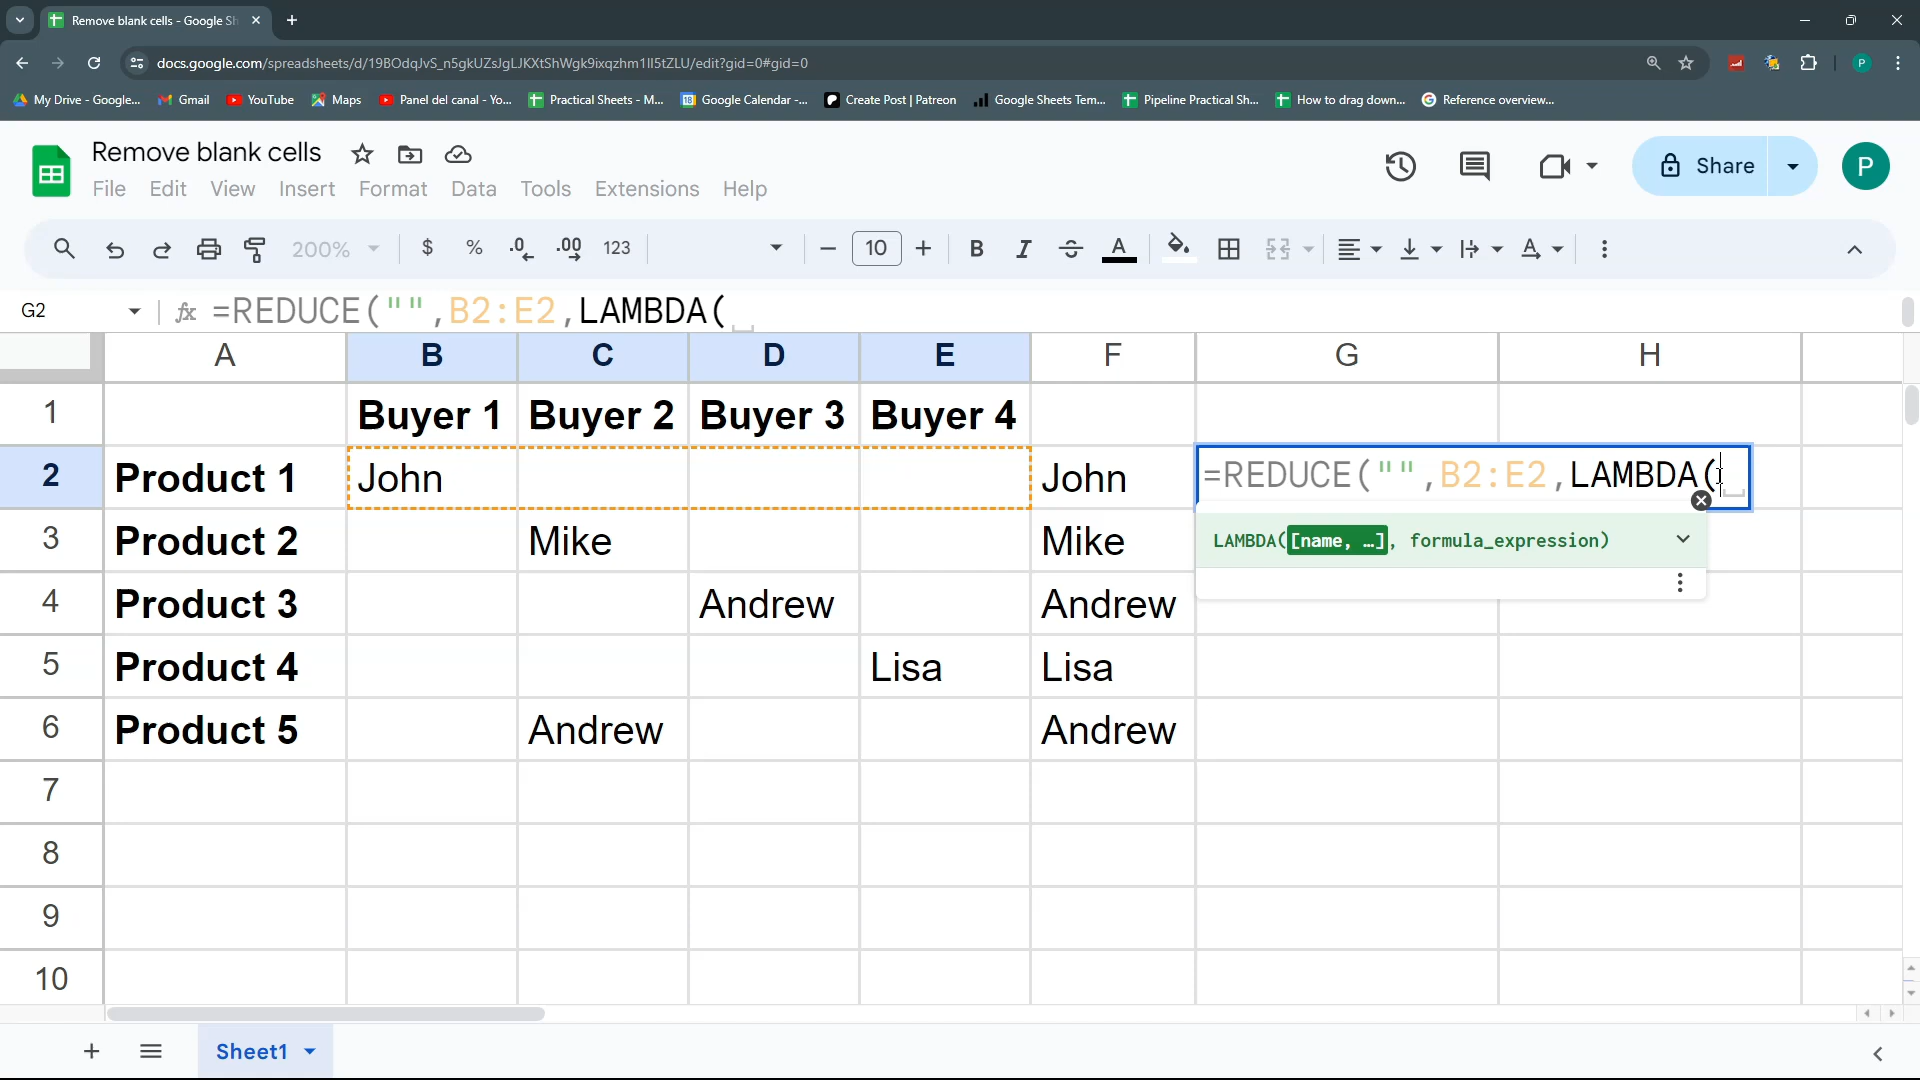 Remove blank cells - Google Sh
docs.google.com/spreadsheets/d/19BOdqJvS_n5gkUZsJgLJKXtShWgk9ixqzhm1II5tZLU/edit?gid=0#gid=0
My Drive - Google... Gmail YouTube Maps Panel del canal - Yo... Practical Sheets - M... Google Calendar -... Create Post | Patreon Google Sheets Tem... Pipeline Practical Sh... How to drag down... Reference overview...
Remove blank cells
File Edit View Insert Format Data Tools Extensions Help
Share
P
200% $ % .0 .00 123 10 B I S A
G2 fx =REDUCE("",B2:E2,LAMBDA(
A B C D E F G H
1 Buyer 1 Buyer 2 Buyer 3 Buyer 4
2 Product 1 John John =REDUCE("",B2:E2,LAMBDA(
LAMBDA([name, …], formula_expression)
3 Product 2 Mike Mike
4 Product 3 Andrew Andrew
5 Product 4 Lisa Lisa
6 Product 5 Andrew Andrew
7
8
9
10
Sheet1